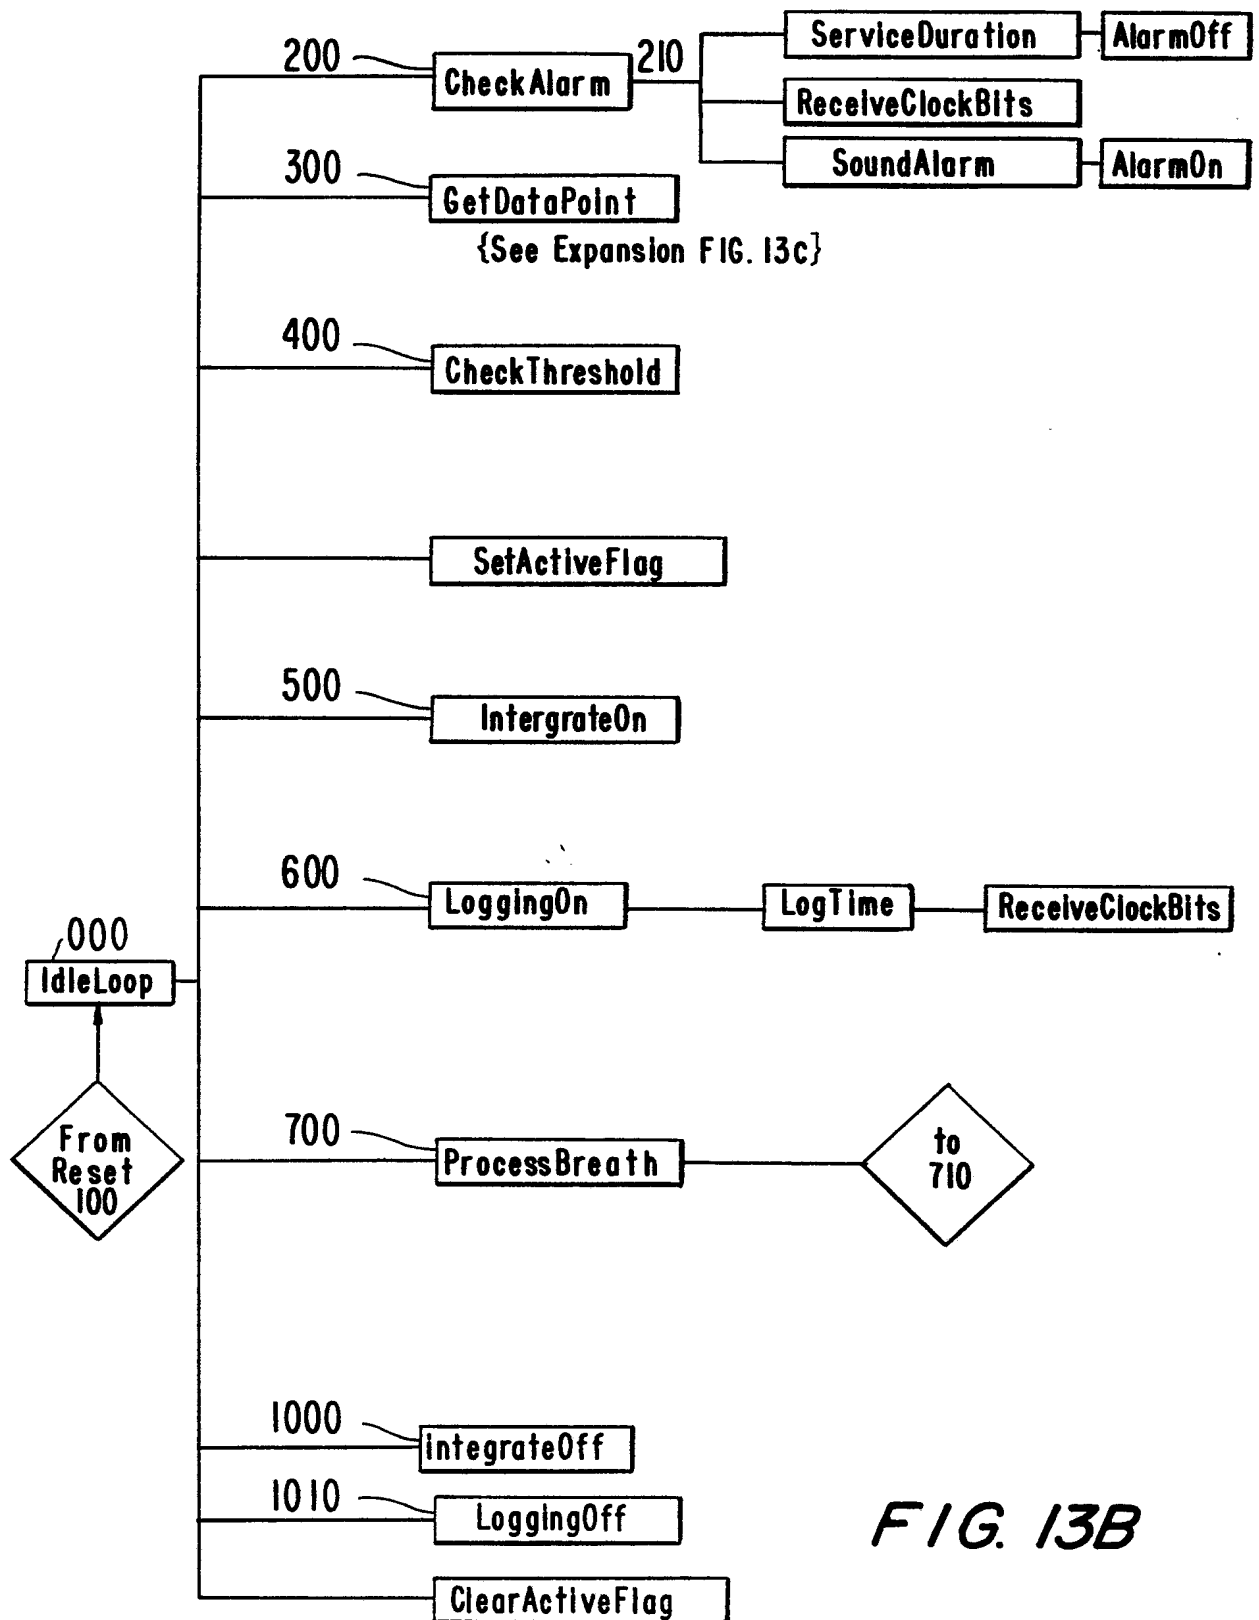 200
CheckAlarm
210
ServiceDuration
AlarmOff
ReceiveClockBits
SoundAlarm
AlarmOn
300
GetDataPoint
{See Expansion FIG. 13c}
400
CheckThreshold
SetActiveFlag
500
IntergrateOn
600
LoggingOn
LogTime
ReceiveClockBits
000
IdleLoop
From
Reset
100
700
ProcessBreath
to
710
1000
integrateOff
1010
LoggingOff
ClearActiveFlag
FIG. 13B